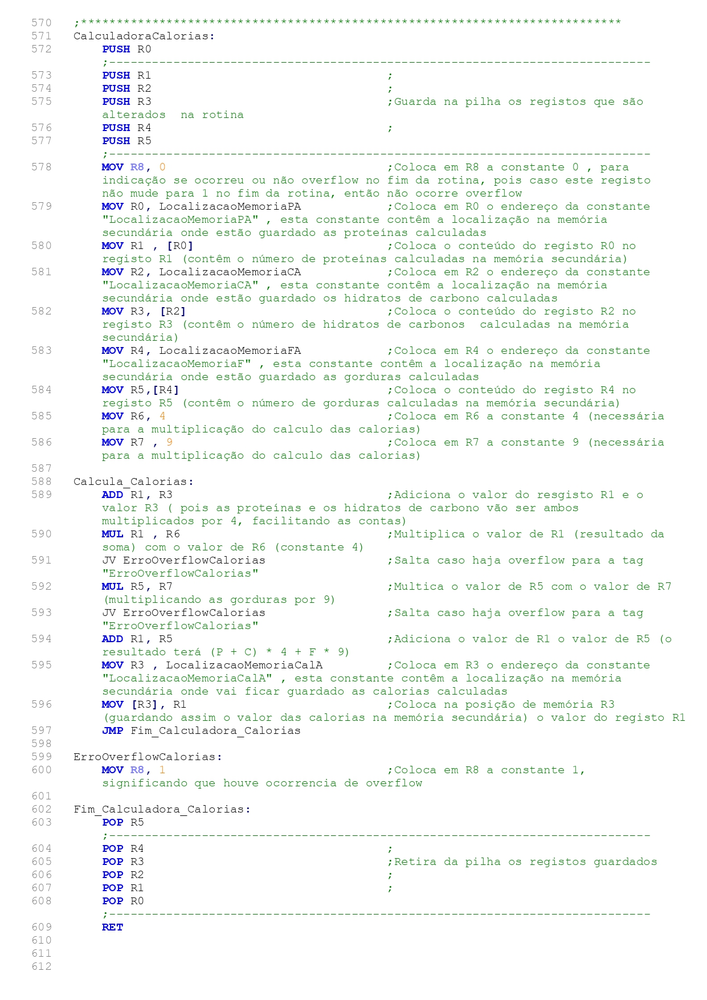 570 ;****************************************************************************
571 CalculadoraCalorias:
572 PUSH R0
;----------------------------------------------------------------------------
573 PUSH R1 ;
574 PUSH R2 ;
575 PUSH R3 ;Guarda na pilha os registos que são
alterados  na rotina
576 PUSH R4 ;
577 PUSH R5
;----------------------------------------------------------------------------
578 MOV R8, 0 ;Coloca em R8 a constante 0 , para
indicação se ocorreu ou não overflow no fim da rotina, pois caso este registo
não mude para 1 no fim da rotina, então não ocorre overflow
579 MOV R0, LocalizacaoMemoriaPA ;Coloca em R0 o endereço da constante
"LocalizacaoMemoriaPA" , esta constante contêm a localização na memória
secundária onde estão guardado as proteínas calculadas
580 MOV R1 , [R0] ;Coloca o conteúdo do registo R0 no
registo R1 (contêm o número de proteínas calculadas na memória secundária)
581 MOV R2, LocalizacaoMemoriaCA ;Coloca em R2 o endereço da constante
"LocalizacaoMemoriaCA" , esta constante contêm a localização na memória
secundária onde estão guardado os hidratos de carbono calculadas
582 MOV R3, [R2] ;Coloca o conteúdo do registo R2 no
registo R3 (contêm o número de hidratos de carbonos  calculadas na memória
secundária)
583 MOV R4, LocalizacaoMemoriaFA ;Coloca em R4 o endereço da constante
"LocalizacaoMemoriaF" , esta constante contêm a localização na memória
secundária onde estão guardado as gorduras calculadas
584 MOV R5,[R4] ;Coloca o conteúdo do registo R4 no
registo R5 (contêm o número de gorduras calculadas na memória secundária)
585 MOV R6, 4 ;Coloca em R6 a constante 4 (necessária
para a multiplicação do calculo das calorias)
586 MOV R7 , 9 ;Coloca em R7 a constante 9 (necessária
para a multiplicação do calculo das calorias)
587
588 Calcula_Calorias:
589 ADD R1, R3 ;Adiciona o valor do resgisto R1 e o
valor R3 ( pois as proteínas e os hidratos de carbono vão ser ambos
multiplicados por 4, facilitando as contas)
590 MUL R1 , R6 ;Multiplica o valor de R1 (resultado da
soma) com o valor de R6 (constante 4)
591 JV ErroOverflowCalorias ;Salta caso haja overflow para a tag
"ErroOverflowCalorias"
592 MUL R5, R7 ;Multica o valor de R5 com o valor de R7
(multiplicando as gorduras por 9)
593 JV ErroOverflowCalorias ;Salta caso haja overflow para a tag
"ErroOverflowCalorias"
594 ADD R1, R5 ;Adiciona o valor de R1 o valor de R5 (o
resultado terá (P + C) * 4 + F * 9)
595 MOV R3 , LocalizacaoMemoriaCalA ;Coloca em R3 o endereço da constante
"LocalizacaoMemoriaCalA" , esta constante contêm a localização na memória
secundária onde vai ficar guardado as calorias calculadas
596 MOV [R3], R1 ;Coloca na posição de memória R3
(guardando assim o valor das calorias na memória secundária) o valor do registo R1
597 JMP Fim_Calculadora_Calorias
598
599 ErroOverflowCalorias:
600 MOV R8, 1 ;Coloca em R8 a constante 1,
significando que houve ocorrencia de overflow
601
602 Fim_Calculadora_Calorias:
603 POP R5
;----------------------------------------------------------------------------
604 POP R4 ;
605 POP R3 ;Retira da pilha os registos guardados
606 POP R2 ;
607 POP R1 ;
608 POP R0
;----------------------------------------------------------------------------
609 RET
610
611
612